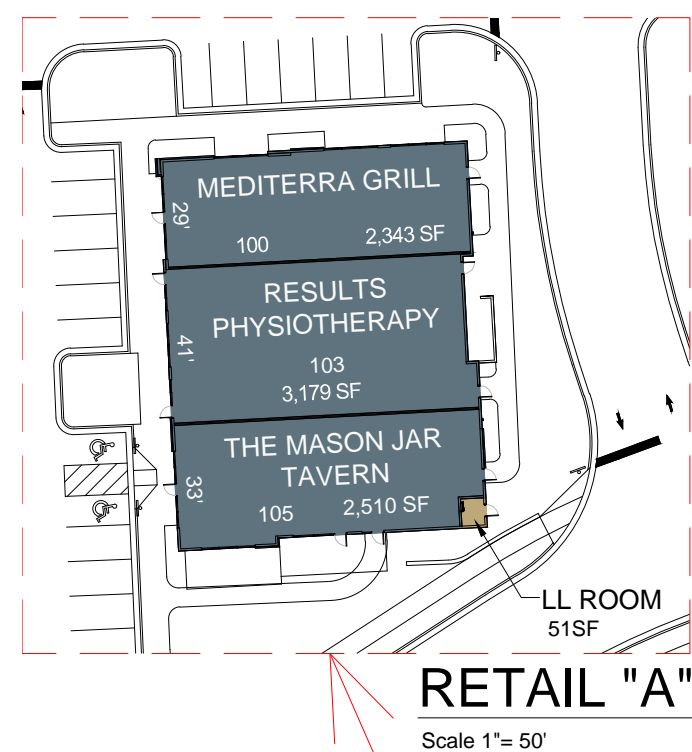 MEDITERRA GRILL
29'
100
2,343 SF
RESULTS
PHYSIOTHERAPY
41'
103
3,179 SF
THE MASON JAR
TAVERN
33'
105
2,510 SF
LL ROOM
51SF
RETAIL "A"
Scale 1"= 50'